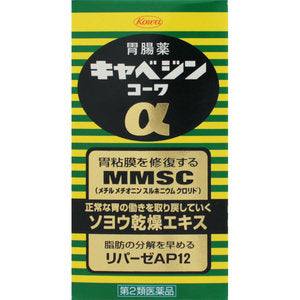 Kowa
胃腸薬
キャベジン
コーワ
α
胃粘膜を修復する
MMSC
(メチルメチオニンスルホニウムクロリド)
正常な胃の働きを取り戻していく
ソヨウ乾燥エキス
脂肪の分解を早める
リパーゼAP12
第2類医薬品